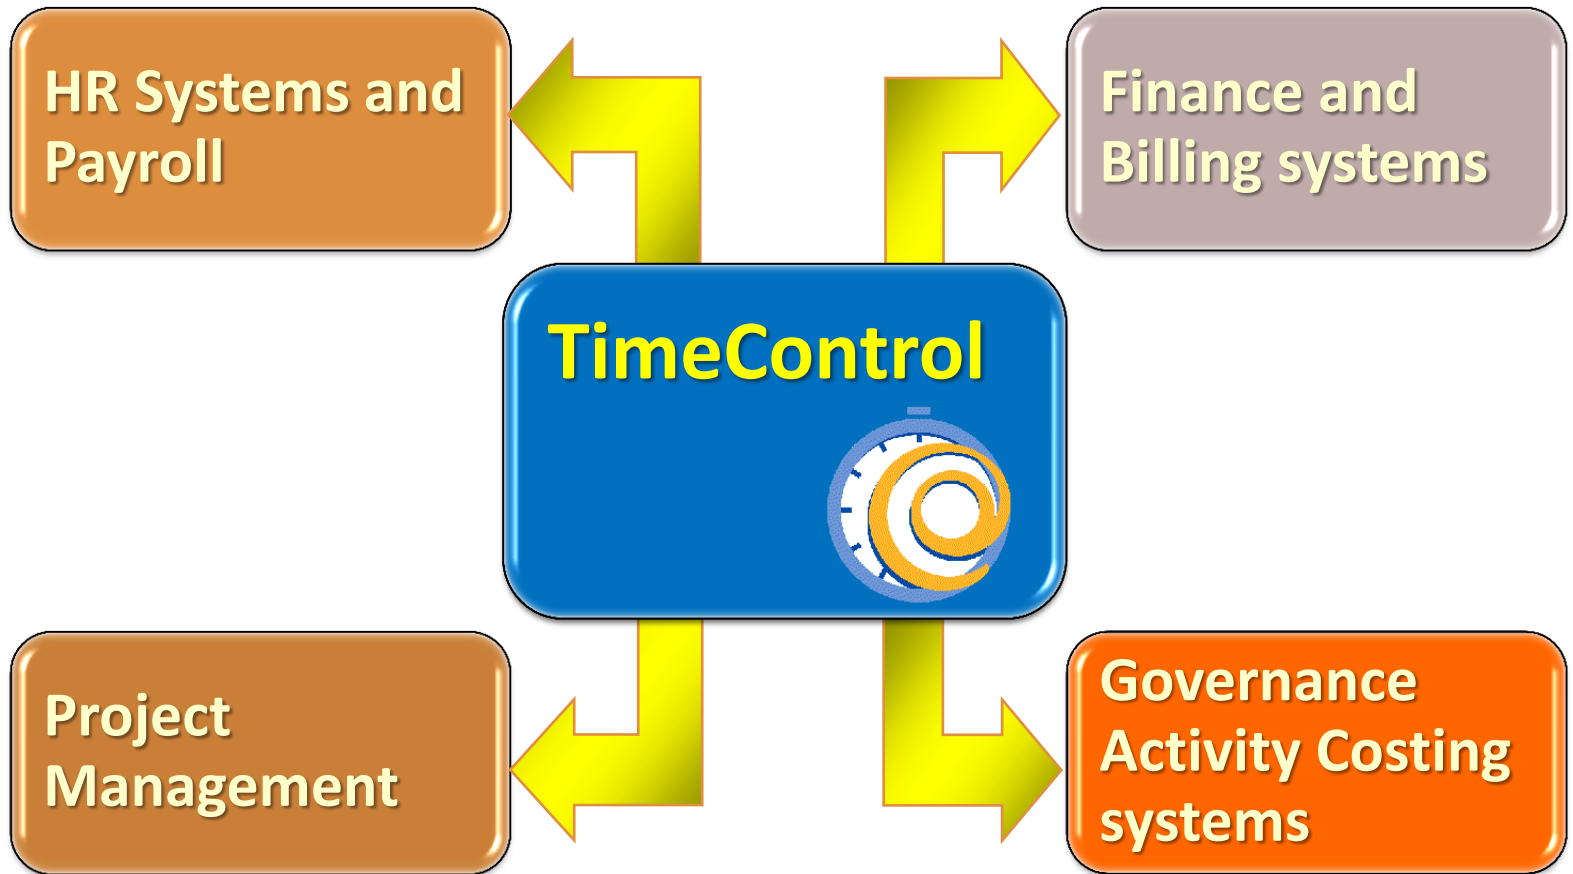 HR Systems and
Payroll
Finance and
Billing systems
TimeControl
Project
Management
Governance
Activity Costing
systems